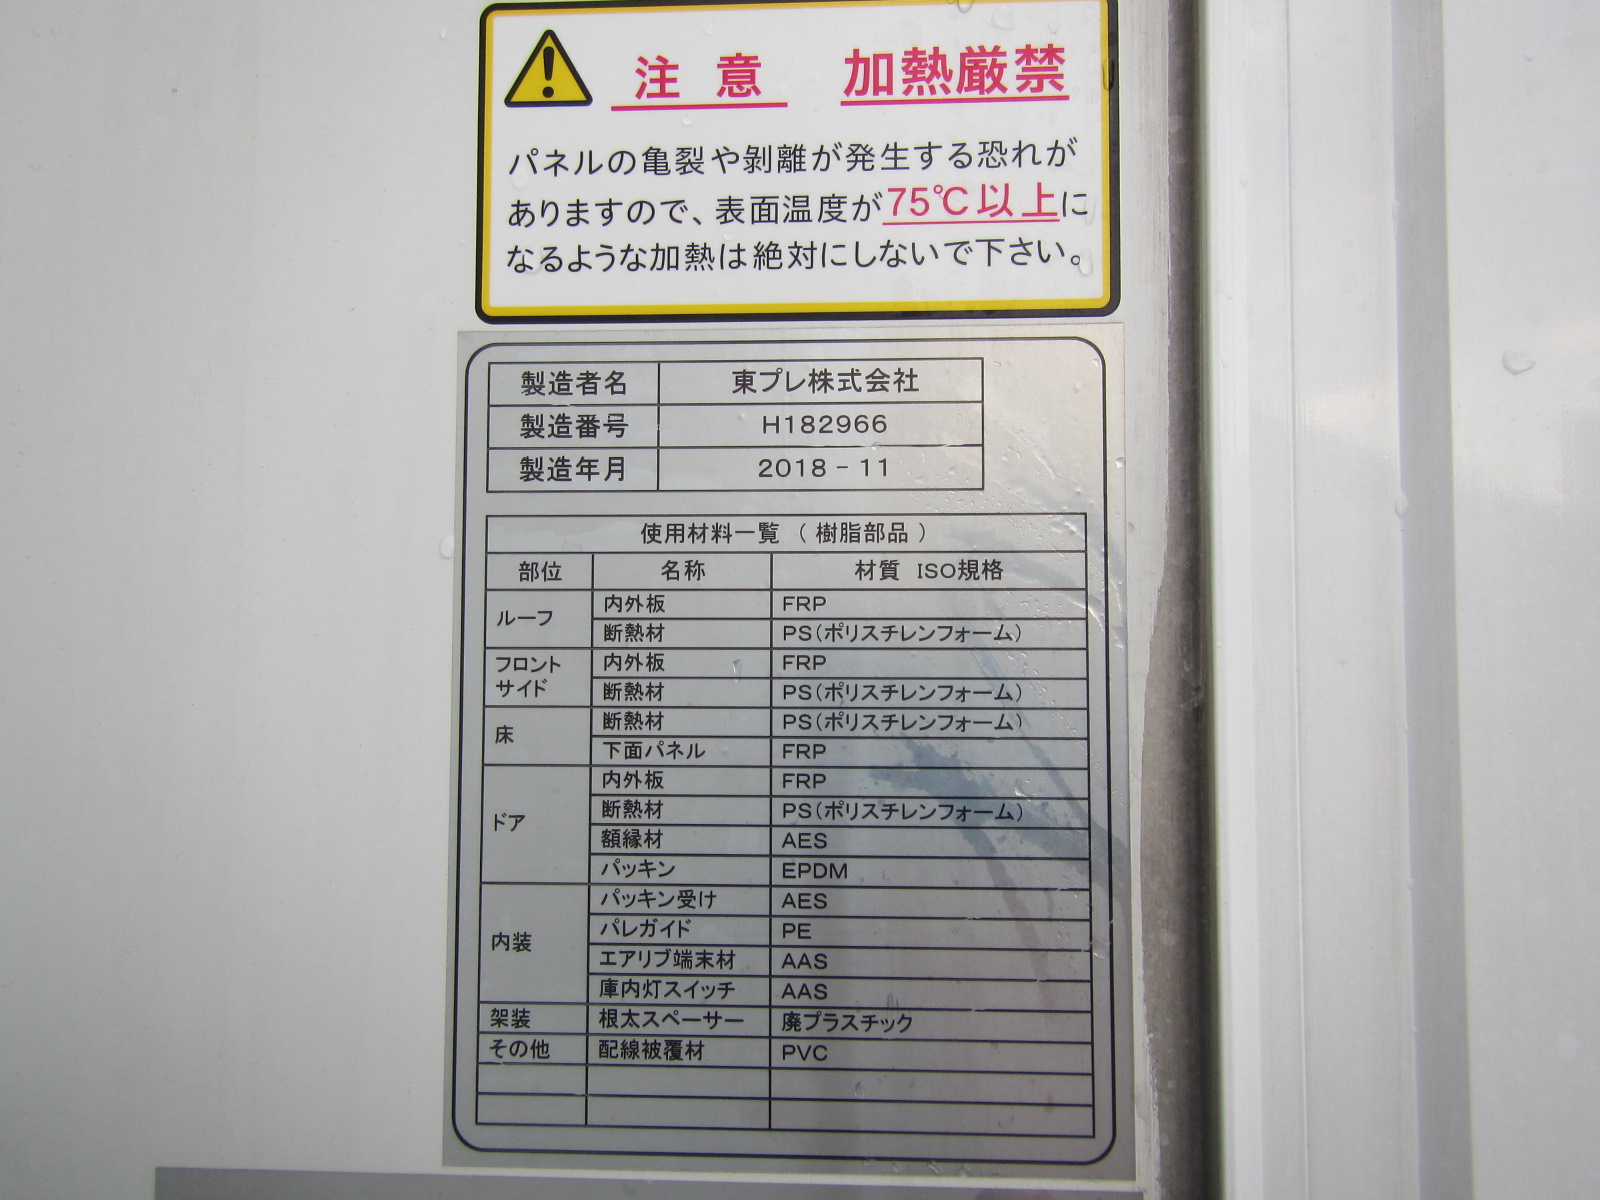 注意 加熱厳禁
パネルの亀裂や剥離が発生する恐れが
ありますので、表面温度が75℃以上に
なるような加熱は絶対にしないで下さい。
製造者名 東プレ株式会社
製造番号 H182966
製造年月 2018-11
使用材料一覧（樹脂部品）
部位 名称 材質 ISO規格
ルーフ 内外板 FRP
断熱材 PS(ポリスチレンフォーム)
フロント
サイド 内外板 FRP
断熱材 PS(ポリスチレンフォーム)
床 断熱材 PS(ポリスチレンフォーム)
下面パネル FRP
ドア 内外板 FRP
断熱材 PS(ポリスチレンフォーム)
額縁材 AES
パッキン EPDM
内装 パッキン受け AES
パレガイド PE
エアリブ端末材 AAS
庫内灯スイッチ AAS
架装 根太スペーサー 廃プラスチック
その他 配線被覆材 PVC